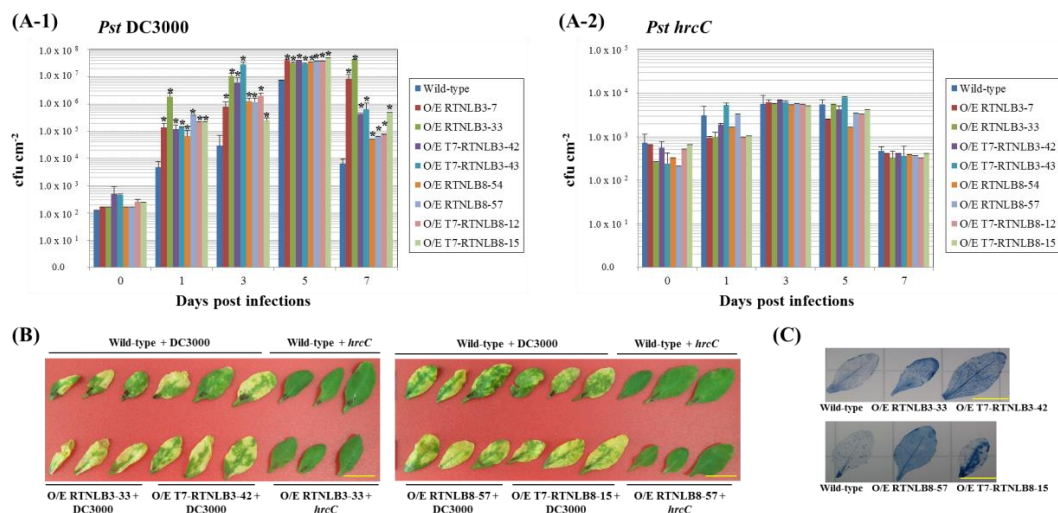 (A-1)
Pst DC3000
1.0 x 10 8
1.0 x 10 7
1.0 x 10 6
1.0 x 10 5
1.0 x 10 4
1.0 x 10 3
1.0 x 10 2
1.0 x 10 1
0.0
cfu cm-2
0 1 3 5 7
Days post infections
Wild-type
O/E RTNLB3-7
O/E RTNLB3-33
O/E T7-RTNLB3-42
O/E T7-RTNLB3-43
O/E RTNLB8-54
O/E RTNLB8-57
O/E T7-RTNLB8-12
O/E T7-RTNLB8-15
(A-2)
Pst hrcC
1.0 x 10 5
1.0 x 10 4
1.0 x 10 3
1.0 x 10 2
1.0 x 10 1
0.0
cfu cm-2
0 1 3 5 7
Days post infections
Wild-type
O/E RTNLB3-7
O/E RTNLB3-33
O/E T7-RTNLB3-42
O/E T7-RTNLB3-43
O/E RTNLB8-54
O/E RTNLB8-57
O/E T7-RTNLB8-12
O/E T7-RTNLB8-15
(B)
Wild-type + DC3000 Wild-type + hrcC
O/E RTNLB3-33 + O/E T7-RTNLB3-42 + O/E RTNLB3-33 +
DC3000 DC3000 hrcC
Wild-type + DC3000 Wild-type + hrcC
O/E RTNLB8-57 + O/E T7-RTNLB8-15 + O/E RTNLB8-57 +
DC3000 DC3000 hrcC
(C)
Wild-type O/E RTNLB3-33 O/E T7-RTNLB3-42
Wild-type O/E RTNLB8-57 O/E T7-RTNLB8-15